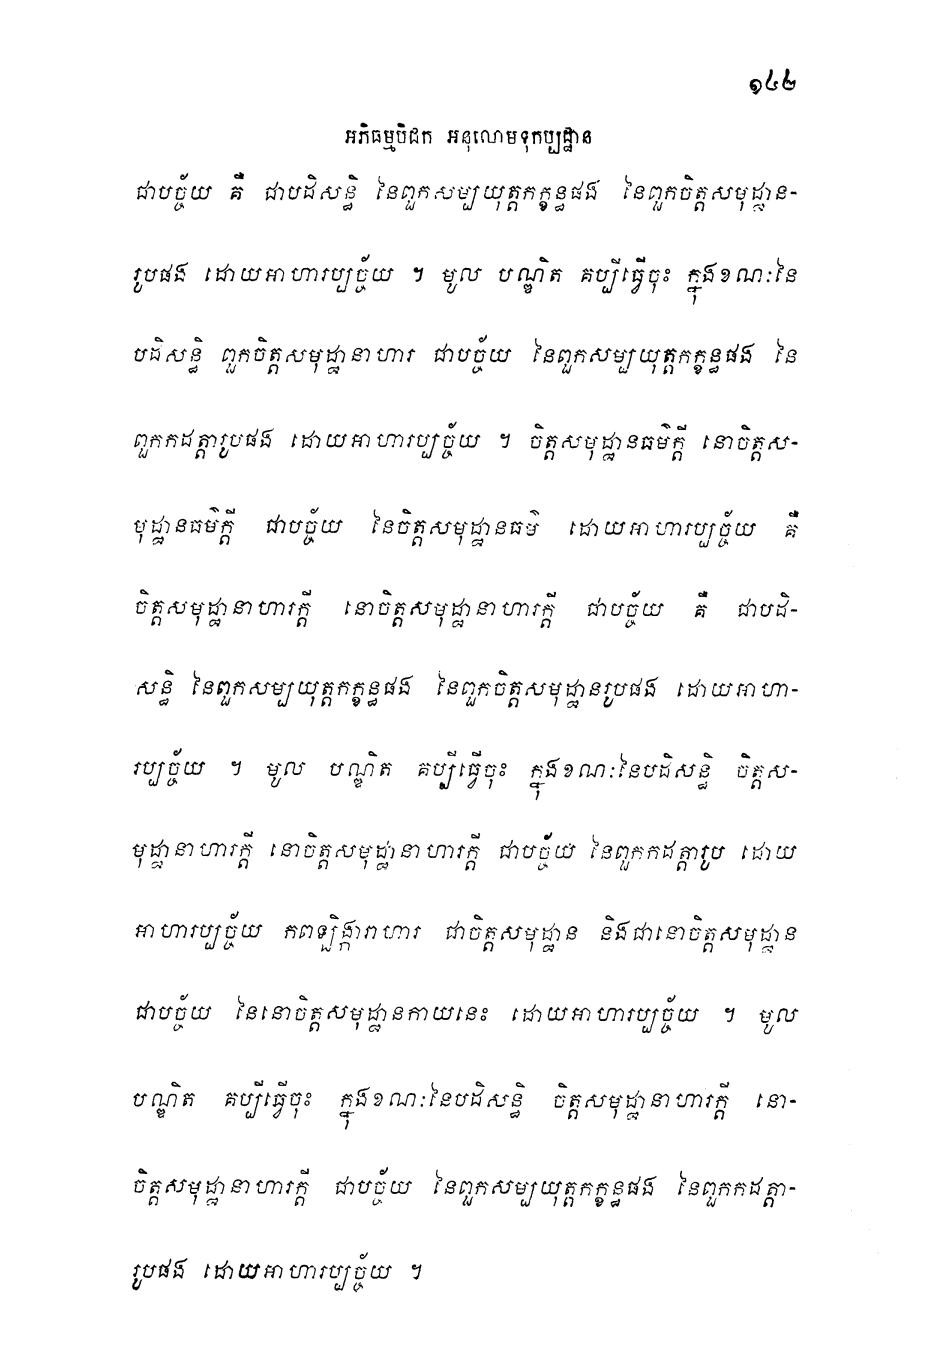 ១៤២
អភិធម្មបិដក អនុលោមទុកប្បដ្ឋាន
ជាបច្ច័យ គឺ ជាបដិសន្ធិ នៃពួកសម្បយុត្តកក្ខន្ធផង នៃពួកចិត្តសមុដ្ឋាន-
រូបផង ដោយអាហារប្បច្ច័យ ។ មូល បណ្ឌិត គប្បីធ្វើចុះ ក្នុងខណៈនៃ
បដិសន្ធិ ពួកចិត្តសមុដ្ឋានាហារ ជាបច្ច័យ នៃពួកសម្បយុត្តកក្ខន្ធផង នៃ
ពួកកដត្តារូបផង ដោយអាហារប្បច្ច័យ ។ ចិត្តសមុដ្ឋានធម៌ក្តី នោចិត្តស-
មុដ្ឋានធម៌ក្តី ជាបច្ច័យ នៃចិត្តសមុដ្ឋានធម៌ ដោយអាហារប្បច្ច័យ គឺ
ចិត្តសមុដ្ឋានាហារក្តី នោចិត្តសមុដ្ឋានាហារក្តី ជាបច្ច័យ គឺ ជាបដិ-
សន្ធិ នៃពួកសម្បយុត្តកក្ខន្ធផង នៃពួកចិត្តសមុដ្ឋានរូបផង ដោយអាហា-
រប្បច្ច័យ ។ មូល បណ្ឌិត គប្បីធ្វើចុះ ក្នុងខណៈនៃបដិសន្ធិ ចិត្តស-
មុដ្ឋានាហារក្តី នោចិត្តសមុដ្ឋានាហារក្តី ជាបច្ច័យ នៃពួកកដត្តារូប ដោយ
អាហារប្បច្ច័យ កពឡិង្ការាហារ ជាចិត្តសមុដ្ឋាន និងជានោចិត្តសមុដ្ឋាន
ជាបច្ច័យ នៃនោចិត្តសមុដ្ឋានកាយនេះ ដោយអាហារប្បច្ច័យ ។ មូល
បណ្ឌិត គប្បីធ្វើចុះ ក្នុងខណៈនៃបដិសន្ធិ ចិត្តសមុដ្ឋានាហារក្តី នោ-
ចិត្តសមុដ្ឋានាហារក្តី ជាបច្ច័យ នៃពួកសម្បយុត្តកក្ខន្ធផង នៃពួកកដត្តា-
រូបផង ដោយអាហារប្បច្ច័យ ។